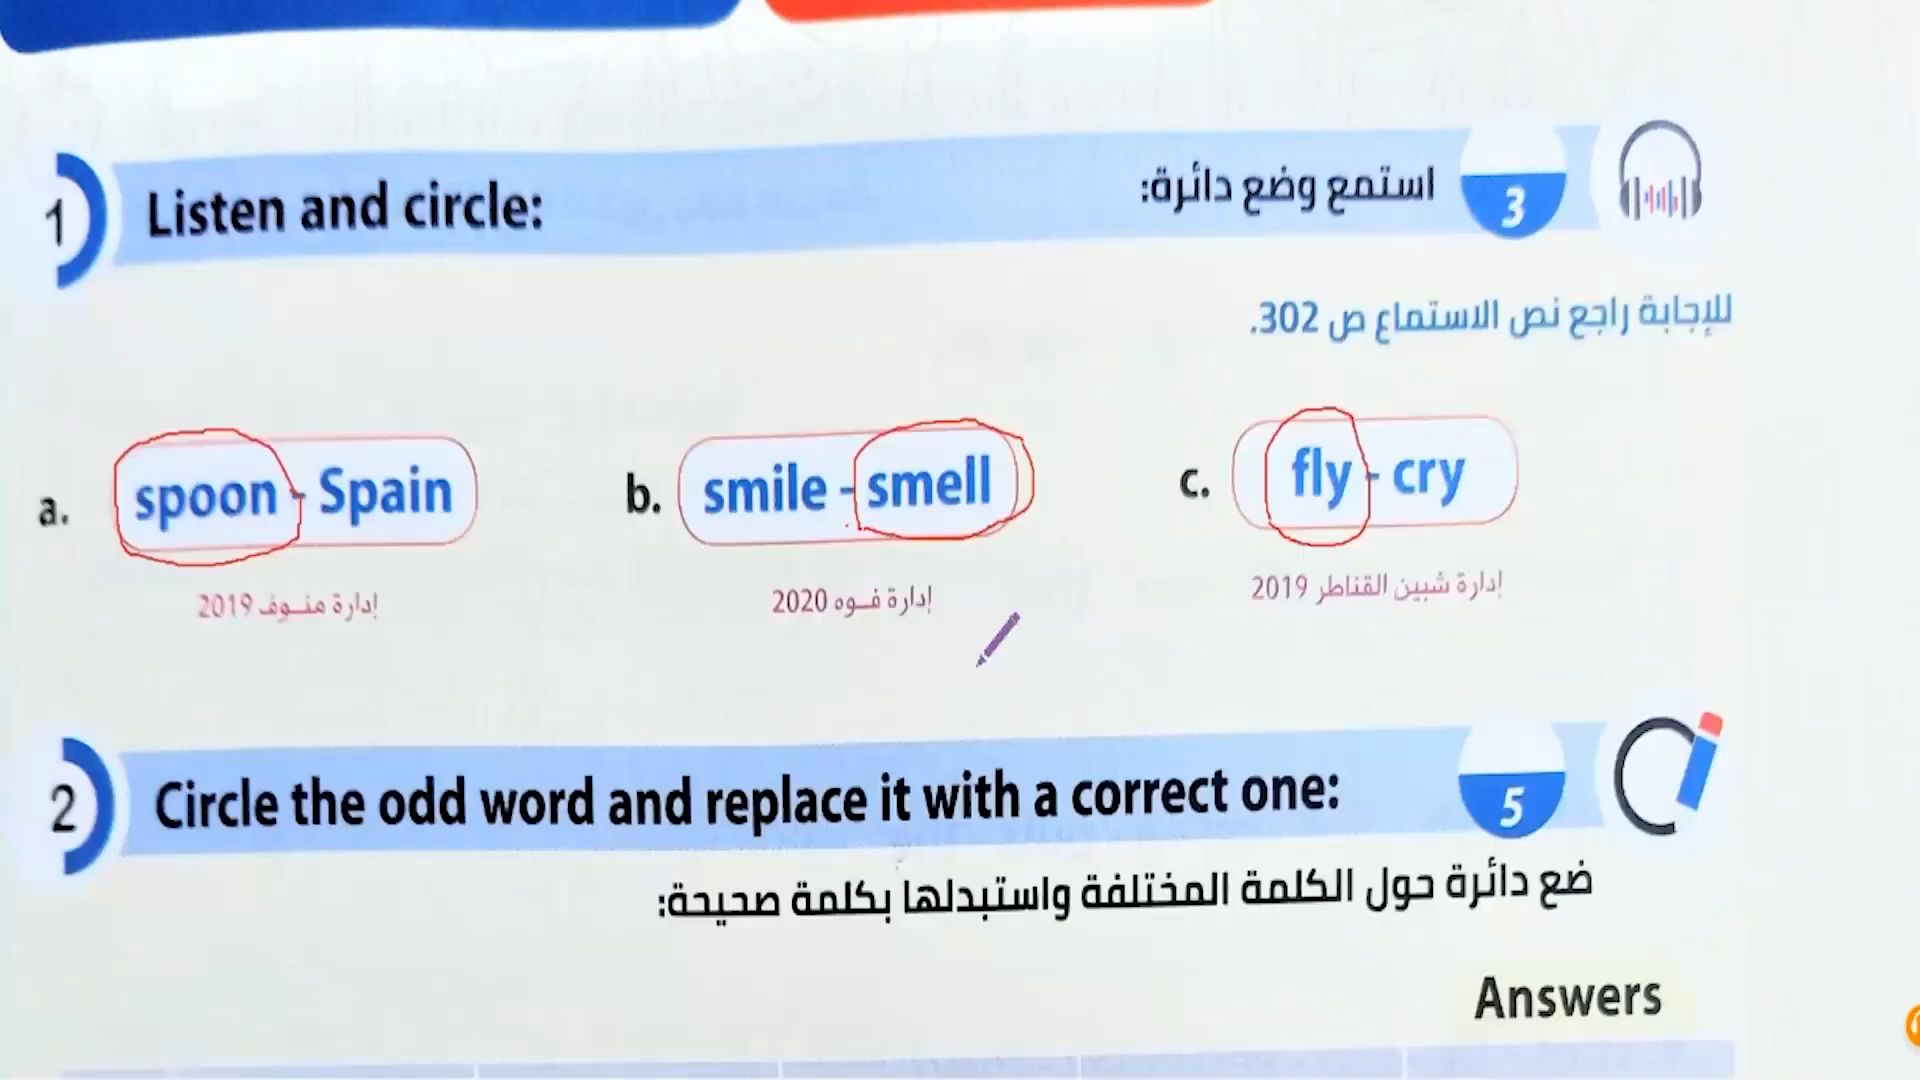 1 Listen and circle: استمع وضع دائرة: 3
للإجابة راجع نص الاستماع ص 302.
a. spoon - Spain b. smile - smell c. fly - cry
إدارة منوف 2019 إدارة فوه 2020 إدارة شبين القناطر 2019
2 Circle the odd word and replace it with a correct one: 5
ضع دائرة حول الكلمة المختلفة واستبدلها بكلمة صحيحة:
Answers